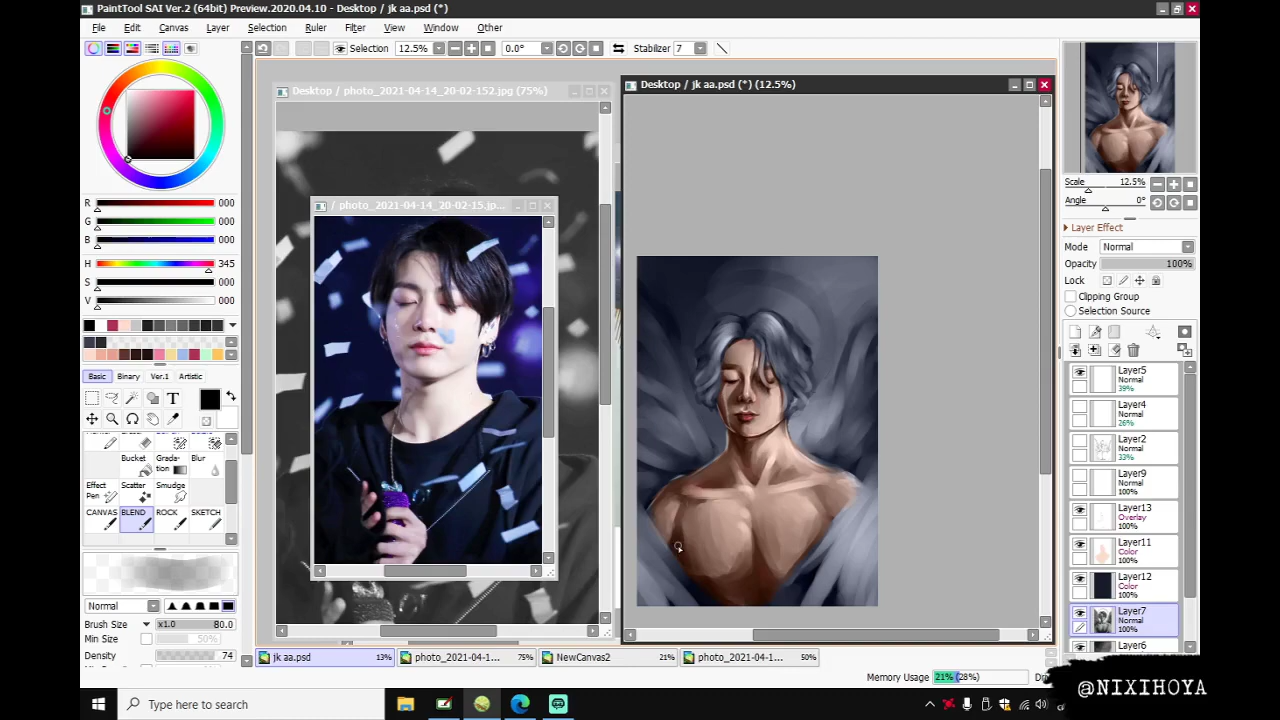 PaintTool SAI Ver.2 (64bit) Preview.2020.04.10 - Desktop / jk aa.psd (*)
File Edit Canvas Layer Selection Ruler Filter View Window Other
Selection 12.5% 0.0° Stabilizer 7
Desktop / photo_2021-04-14_20-02-152.jpg (75%)
Desktop / jk aa.psd (*) (12.5%)
/ photo_2021-04-14_20-02-15.jp...
Scale 12.5%
Angle 0°
R 000
G 000
B 000
H 345
S 000
V 000
Layer Effect
Mode Normal
Opacity 100%
Lock
Clipping Group
Selection Source
Basic Binary Ver.1 Artistic
Bucket Grada- Blur
tion
Effect Scatter Smudge
Pen
CANVAS BLEND ROCK SKETCH
Normal
Brush Size x1.0 80.0
Min Size 50%
Density 74
Layer5
Normal
39%
Layer4
Normal
26%
Layer2
Normal
33%
Layer9
Normal
100%
Layer13
Overlay
100%
Layer11
Color
100%
Layer12
Color
100%
Layer7
Normal
100%
Layer6
jk aa.psd 13% photo_2021-04-1... 75% NewCanvas2 21% photo_2021-04-1... 50%
Memory Usage 21% (28%)
@NIXIHOYA
Type here to search